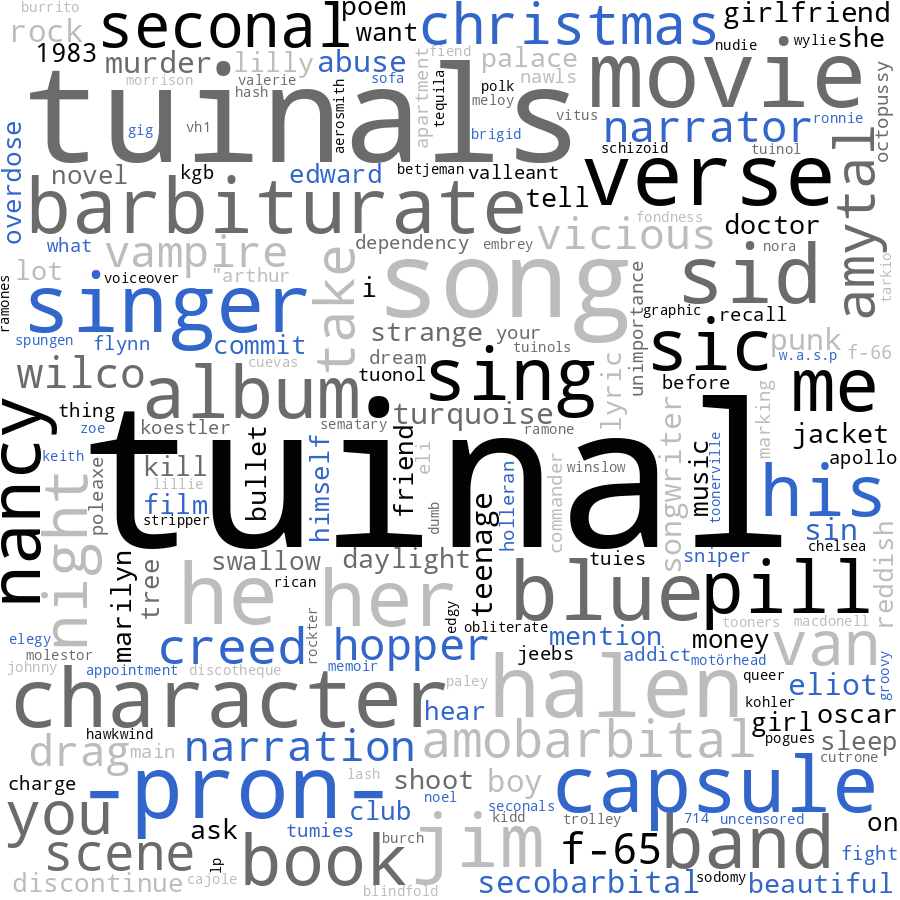 burrito
rock
seconal
poem
want
christmas
girlfriend
nudie
wylie
she
1983
murder
lilly
abuse
fiend
palace
movie
octopussy
morrison
valerie
hash
sofa
aerosmith
apartment
tequila
polk
meloy
nawls
vitus
tuinals
gig
vh1
brigid
narrator
ronnie
overdose
novel
kgb
edward
betjeman
valleant
schizoid
tuinol
verse
barbiturate
tell
amytal
doctor
fondness
what
vampire
dependency
embrey
vicious
nora
lot
voiceover
"arthur
take
i
song
sid
tarkio
ramones
singer
unimportance
graphic
recall
spungen
flynn
commit
strange
your
tuinols
sic
punk
w.a.s.p
f-66
wilco
cuevas
dream
tuonol
sing
lyric
before
marking
me
album
thing
zoe
koestler
sematary
turquoise
ramone
jacket
nancy
keith
poleaxe
kill
lillie
film
stripper
bullet
himself
friend
eli
dumb
tuinal
holleran
commander
winslow
songwriter
music
toonerville
apollo
his
sin
chelsea
night
swallow
daylight
teenage
tuies
sniper
reddish
marilyn
tree
he
rican
her
blue
pill
elegy
molestor
rockter
edgy
obliterate
tooners
macdonell
johnny
creed
hopper
mention
money
van
appointment
discotheque
memoir
jeebs
addict
motörhead
queer
groovy
character
paley
halen
eliot
hear
kohler
girl
oscar
hawkwind
drag
main
narration
amobarbital
pogues
sleep
cutrone
charge
-pron-
lash
shoot
boy
capsule
you
club
noel
seconals
ask
tumies
kidd
trolley
714
uncensored
on
scene
lp
book
burch
jim
f-65
band
fight
discontinue
cajole
blindfold
secobarbital
sodomy
beautiful